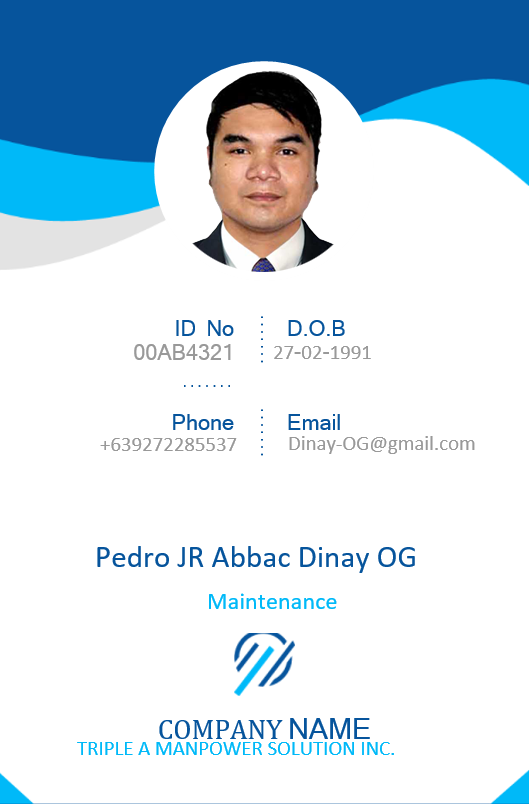 ID No
D.O.B
00AB4321
27-02-1991
Phone
Email
+639272285537
Dinay-OG@gmail.com
Pedro JR Abbac Dinay OG
Maintenance
COMPANY NAME
TRIPLE A MANPOWER SOLUTION INC.